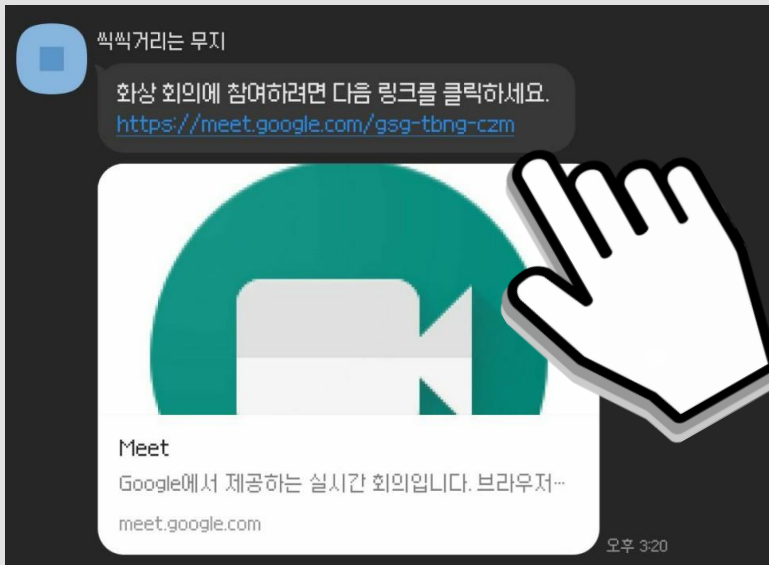 씩씩거리는 무지
화상 회의에 참여하려면 다음 링크를 클릭하세요.
https://meet.google.com/gsg-tbng-czm
Meet
Google에서 제공하는 실시간 회의입니다. 브라우저…
meet.google.com
오후 3:20